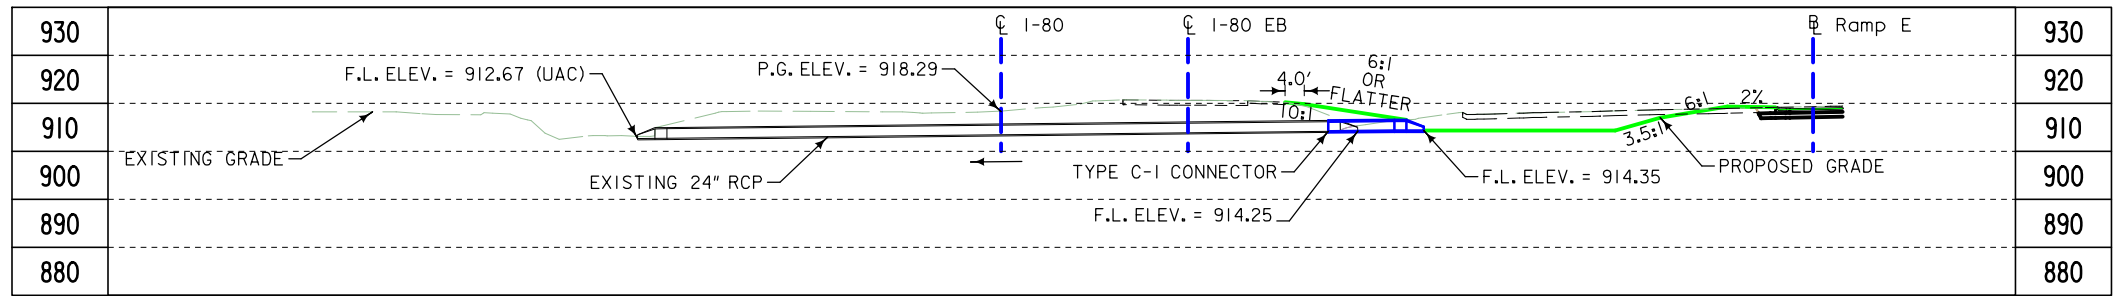 930
920
910
900
890
880
℄ I-80
℄ I-80 EB
B Ramp E
F.L. ELEV. = 912.67 (UAC)
P.G. ELEV. = 918.29
4.0'
6:1
OR
FLATTER
10:1
6:1
2%
3.5:1
EXISTING GRADE
EXISTING 24" RCP
TYPE C-I CONNECTOR
F.L. ELEV. = 914.25
F.L. ELEV. = 914.35
PROPOSED GRADE
930
920
910
900
890
880